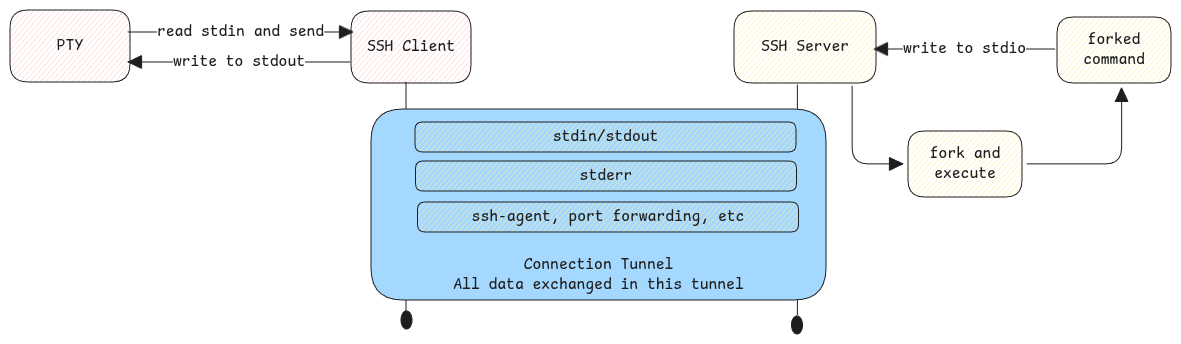 PTY
read stdin and send
write to stdout
SSH Client
SSH Server
write to stdio
forked
command
fork and
execute
stdin/stdout
stderr
ssh-agent, port forwarding, etc
Connection Tunnel
All data exchanged in this tunnel